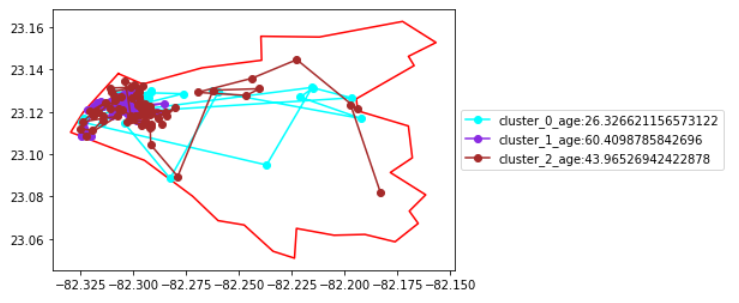 23.16
23.14
23.12
23.10
23.08
23.06
−82.325 −82.300 −82.275 −82.250 −82.225 −82.200 −82.175 −82.150
cluster_0_age:26.326621156573122
cluster_1_age:60.4098785842696
cluster_2_age:43.96526942422878